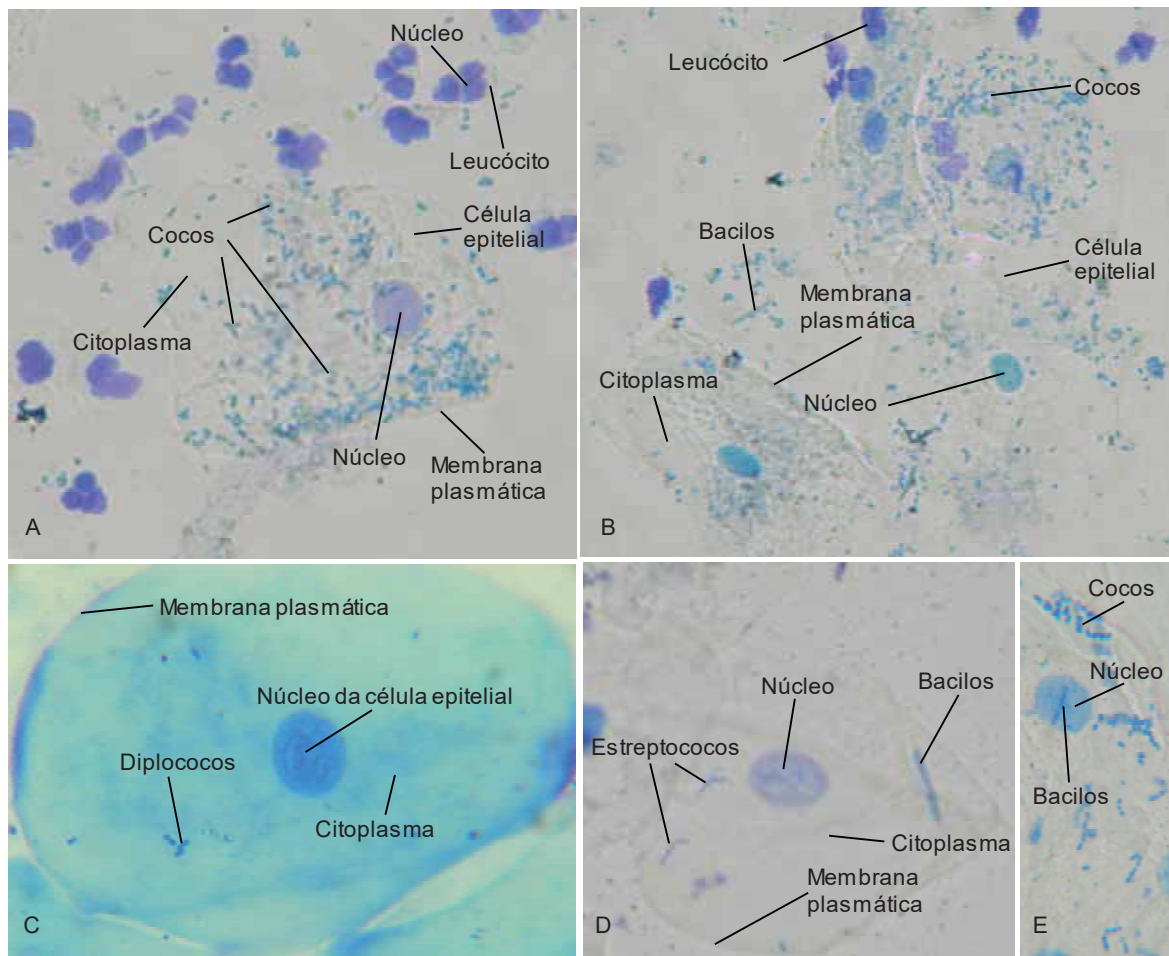 Núcleo
Leucócito
Cocos
Célula
epitelial
Citoplasma
Núcleo
Membrana
plasmática
A
Leucócito
Cocos
Bacilos
Célula
epitelial
Membrana
plasmática
Citoplasma
Núcleo
B
Membrana plasmática
Núcleo da célula epitelial
Diplococos
Citoplasma
C
Núcleo
Bacilos
Estreptococos
Citoplasma
Membrana
plasmática
D
Cocos
Núcleo
Bacilos
E